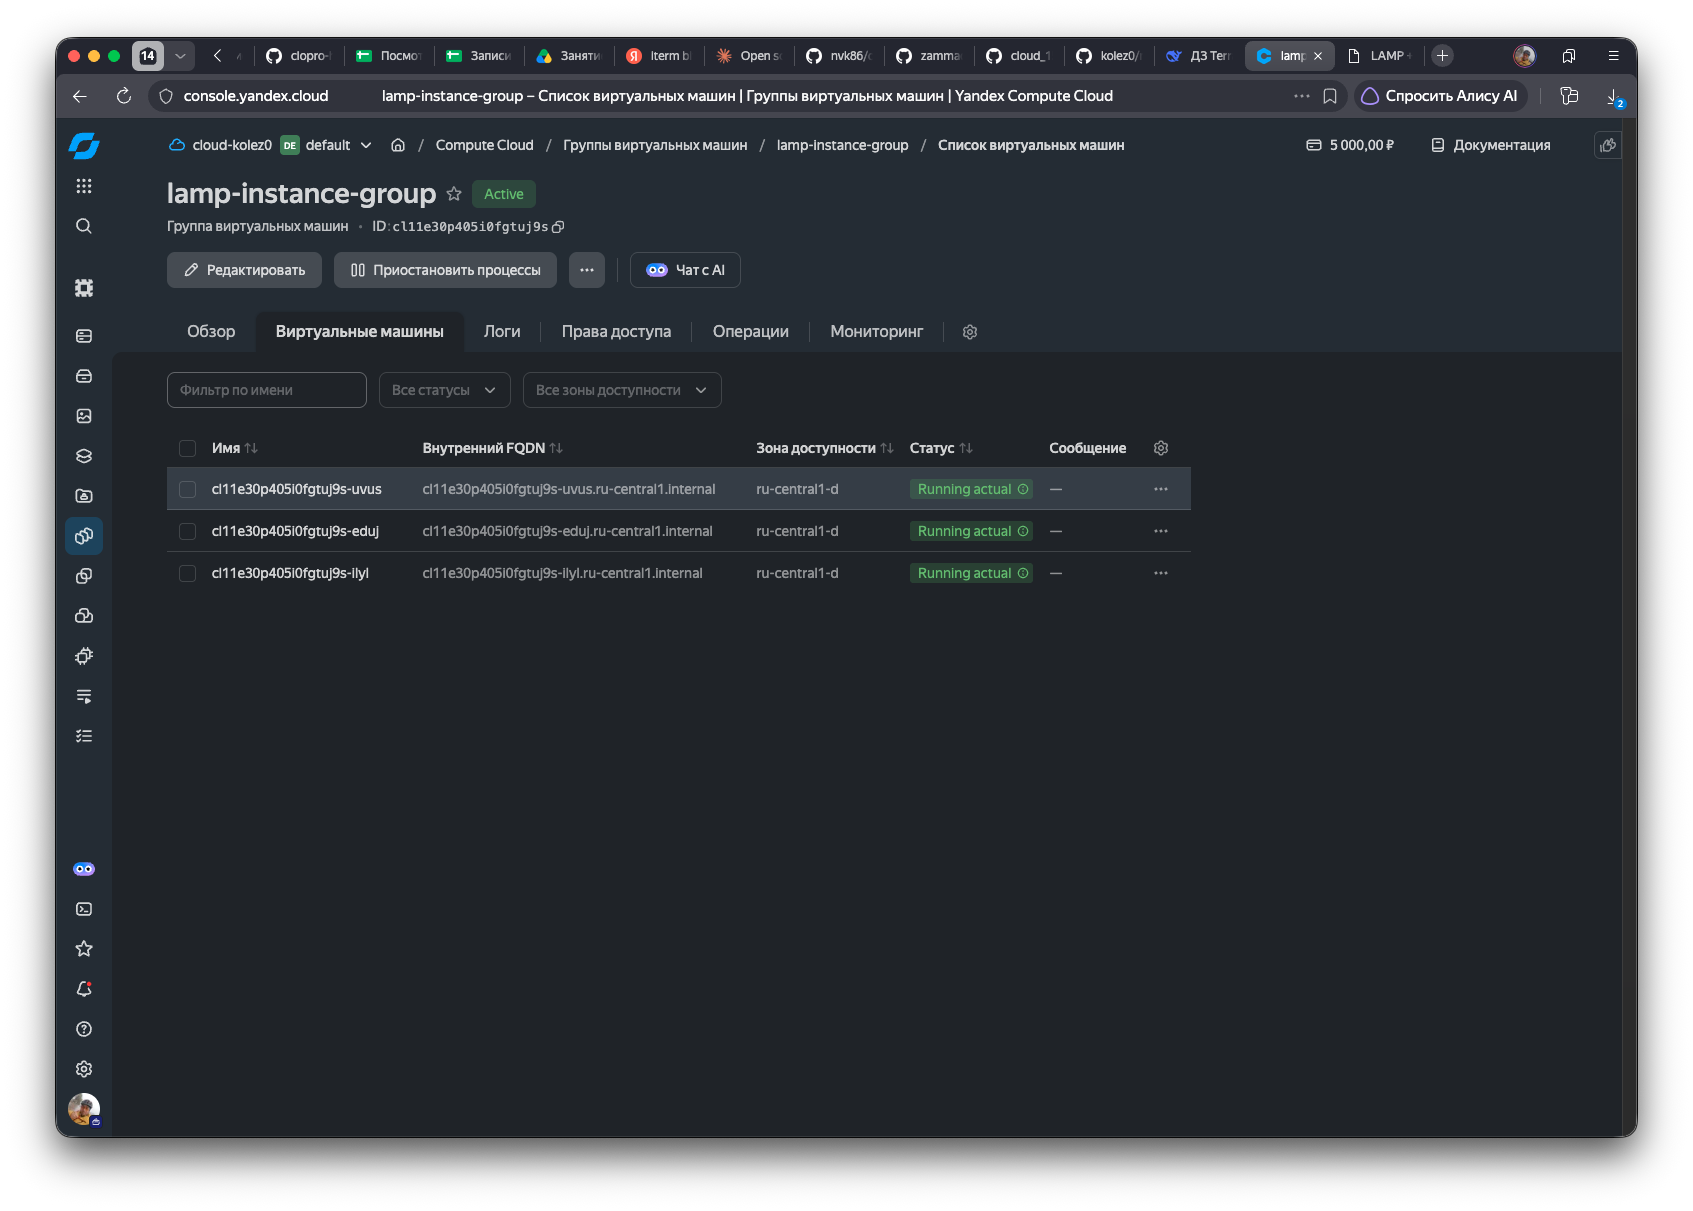 14 clopro- Посмот Записи Заняти Iterm bl Open s nvk86/ zamma cloud_1 kolez0/ ДЗ Terr lamp LAMP
console.yandex.cloud lamp-instance-group – Список виртуальных машин | Группы виртуальных машин | Yandex Compute Cloud Спросить Алису AI 2
cloud-kolez0 DE default / Compute Cloud / Группы виртуальных машин / lamp-instance-group / Список виртуальных машин 5 000,00 ₽ Документация
lamp-instance-group Active
Группа виртуальных машин • ID: cl11e30p405i0fgtuj9s
Редактировать Приостановить процессы Чат с AI
Обзор Виртуальные машины Логи Права доступа Операции Мониторинг
Фильтр по имени Все статусы Все зоны доступности
Имя Внутренний FQDN Зона доступности Статус Сообщение
cl11e30p405i0fgtuj9s-uvus cl11e30p405i0fgtuj9s-uvus.ru-central1.internal ru-central1-d Running actual —
cl11e30p405i0fgtuj9s-eduj cl11e30p405i0fgtuj9s-eduj.ru-central1.internal ru-central1-d Running actual —
cl11e30p405i0fgtuj9s-ilyl cl11e30p405i0fgtuj9s-ilyl.ru-central1.internal ru-central1-d Running actual —